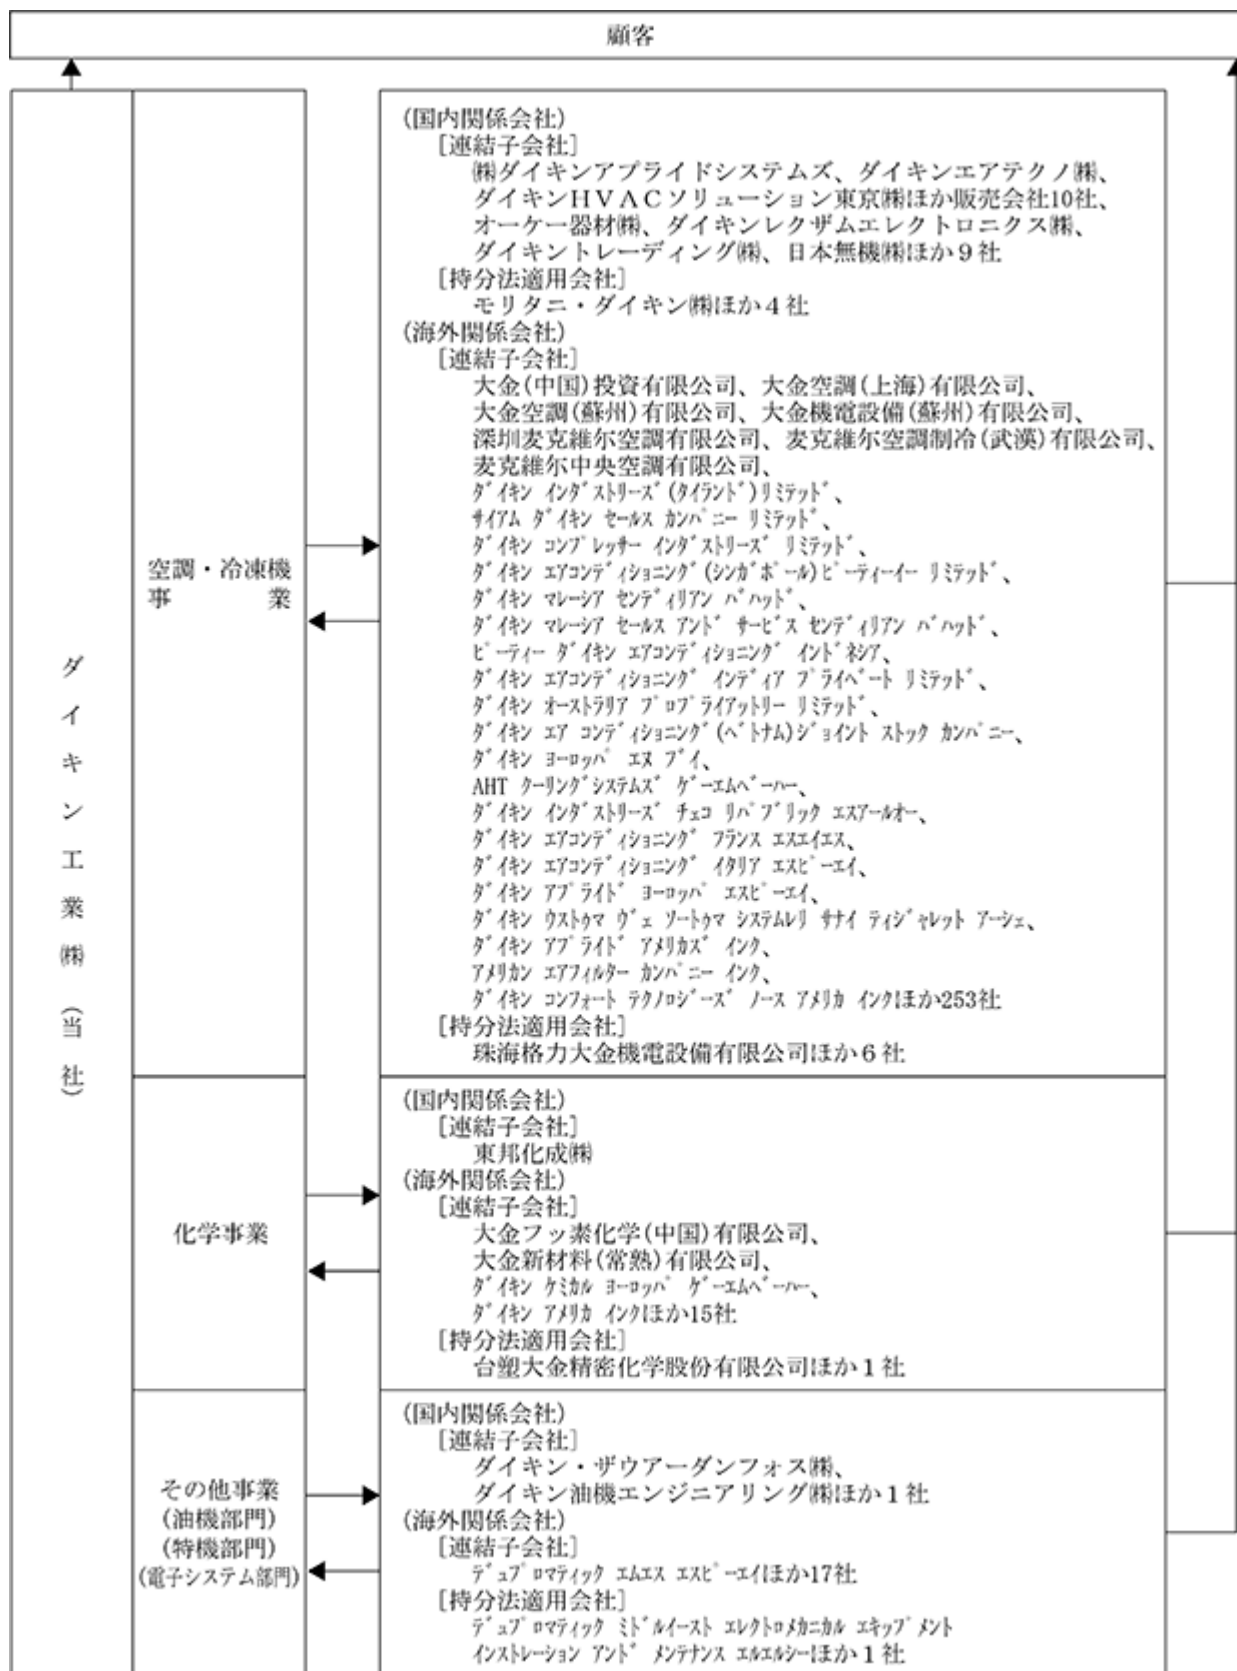 顧客
ダイキン工業㈱（当社）
空調・冷凍機
事業
(国内関係会社)
[連結子会社]
㈱ダイキンアプライドシステムズ、ダイキンエアテクノ㈱、
ダイキンＨＶＡＣソリューション東京㈱ほか販売会社10社、
オーケー器材㈱、ダイキンレクザムエレクトロニクス㈱、
ダイキントレーディング㈱、日本無機㈱ほか９社
[持分法適用会社]
モリタニ・ダイキン㈱ほか４社
(海外関係会社)
[連結子会社]
大金(中国)投資有限公司、大金空調(上海)有限公司、
大金空調(蘇州)有限公司、大金機電設備(蘇州)有限公司、
深圳麦克維尔空調有限公司、麦克維尔空調制冷(武漢)有限公司、
麦克維尔中央空調有限公司、
ﾀﾞｲｷﾝ ｲﾝﾀﾞｽﾄﾘｰｽﾞ(ﾀｲﾗﾝﾄﾞ)ﾘﾐﾃｯﾄﾞ、
ｻｲｱﾑ ﾀﾞｲｷﾝ ｾｰﾙｽ ｶﾝﾊﾟﾆｰ ﾘﾐﾃｯﾄﾞ、
ﾀﾞｲｷﾝ ｺﾝﾌﾟﾚｯｻｰ ｲﾝﾀﾞｽﾄﾘｰｽﾞ ﾘﾐﾃｯﾄﾞ、
ﾀﾞｲｷﾝ ｴｱｺﾝﾃﾞｨｼｮﾆﾝｸﾞ(ｼﾝｶﾞﾎﾟｰﾙ)ﾋﾟｰﾃｨｰｲｰ ﾘﾐﾃｯﾄﾞ、
ﾀﾞｲｷﾝ ﾏﾚｰｼｱ ｾﾝﾃﾞｨﾘｱﾝ ﾊﾞﾊｯﾄﾞ、
ﾀﾞｲｷﾝ ﾏﾚｰｼｱ ｾｰﾙｽ ｱﾝﾄﾞ ｻｰﾋﾞｽ ｾﾝﾃﾞｨﾘｱﾝ ﾊﾞﾊｯﾄﾞ、
ﾋﾟｰﾃｨｰ ﾀﾞｲｷﾝ ｴｱｺﾝﾃﾞｨｼｮﾆﾝｸﾞ ｲﾝﾄﾞﾈｼｱ、
ﾀﾞｲｷﾝ ｴｱｺﾝﾃﾞｨｼｮﾆﾝｸﾞ ｲﾝﾃﾞｨｱ ﾌﾟﾗｲﾍﾞｰﾄ ﾘﾐﾃｯﾄﾞ、
ﾀﾞｲｷﾝ ｵｰｽﾄﾗﾘｱ ﾌﾟﾛﾌﾟﾗｲｱｯﾄﾘｰ ﾘﾐﾃｯﾄﾞ、
ﾀﾞｲｷﾝ ｴｱ ｺﾝﾃﾞｨｼｮﾆﾝｸﾞ(ﾍﾞﾄﾅﾑ)ｼﾞｮｲﾝﾄ ｽﾄｯｸ ｶﾝﾊﾟﾆｰ、
ﾀﾞｲｷﾝ ﾖｰﾛｯﾊﾟ ｴﾇ ﾌﾞｲ、
AHT ｸｰﾘﾝｸﾞｼｽﾃﾑｽﾞ ｹﾞｰｴﾑﾍﾞｰﾊｰ、
ﾀﾞｲｷﾝ ｲﾝﾀﾞｽﾄﾘｰｽﾞ ﾁｪｺ ﾘﾊﾟﾌﾞﾘｯｸ ｴｽｱｰﾙｵｰ、
ﾀﾞｲｷﾝ ｴｱｺﾝﾃﾞｨｼｮﾆﾝｸﾞ ﾌﾗﾝｽ ｴｽｴｲｴｽ、
ﾀﾞｲｷﾝ ｴｱｺﾝﾃﾞｨｼｮﾆﾝｸﾞ ｲﾀﾘｱ ｴｽﾋﾟｰｴｲ、
ﾀﾞｲｷﾝ ｱﾌﾟﾗｲﾄﾞ ﾖｰﾛｯﾊﾟ ｴｽﾋﾟｰｴｲ、
ﾀﾞｲｷﾝ ｳｽﾄｩﾏ ｳﾞｪ ｿｰﾄｩﾏ ｼｽﾃﾑﾚﾘ ｻﾅｲ ﾃｨｼﾞｬﾚｯﾄ ｱｰｼｪ、
ﾀﾞｲｷﾝ ｱﾌﾟﾗｲﾄﾞ ｱﾒﾘｶｽﾞ ｲﾝｸ、
ｱﾒﾘｶﾝ ｴｱﾌｨﾙﾀｰ ｶﾝﾊﾟﾆｰ ｲﾝｸ、
ﾀﾞｲｷﾝ ｺﾝﾌｫｰﾄ ﾃｸﾉﾛｼﾞｰｽﾞ ﾉｰｽ ｱﾒﾘｶ ｲﾝｸほか253社
[持分法適用会社]
珠海格力大金機電設備有限公司ほか６社
化学事業
(国内関係会社)
[連結子会社]
東邦化成㈱
(海外関係会社)
[連結子会社]
大金フッ素化学(中国)有限公司、
大金新材料(常熟)有限公司、
ﾀﾞｲｷﾝ ｹﾐｶﾙ ﾖｰﾛｯﾊﾟ ｹﾞｰｴﾑﾍﾞｰﾊｰ、
ﾀﾞｲｷﾝ ｱﾒﾘｶ ｲﾝｸほか15社
[持分法適用会社]
台塑大金精密化学股份有限公司ほか１社
その他事業
(油機部門)
(特機部門)
(電子システム部門)
(国内関係会社)
[連結子会社]
ダイキン・ザウアーダンフォス㈱、
ダイキン油機エンジニアリング㈱ほか１社
(海外関係会社)
[連結子会社]
ﾃﾞｭﾌﾟﾛﾏﾃｨｯｸ ｴﾑｴｽ ｴｽﾋﾟｰｴｲほか17社
[持分法適用会社]
ﾃﾞｭﾌﾟﾛﾏﾃｨｯｸ ﾐﾄﾞﾙｲｰｽﾄ ｴﾚｸﾄﾛﾒｶﾆｶﾙ ｴｷｯﾌﾟﾒﾝﾄ
ｲﾝｽﾄﾚｰｼｮﾝ ｱﾝﾄﾞ ﾒﾝﾃﾅﾝｽ ｴﾙｴﾙｼｰほか１社